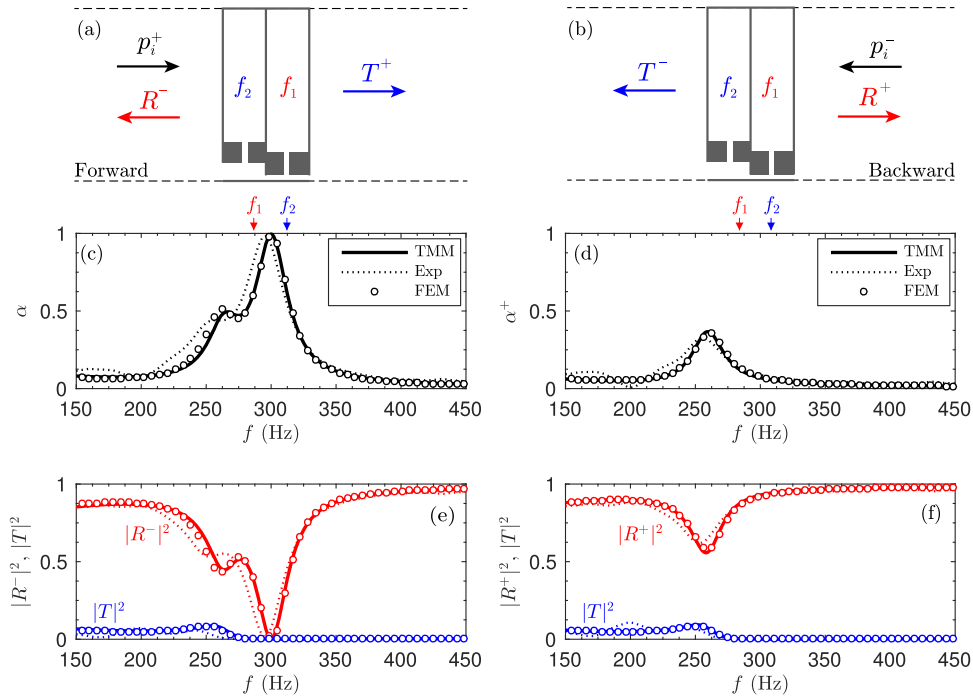 (a)
p_i^+
R^-
f_2
f_1
T^+
Forward
(b)
T^-
f_2
f_1
p_i^-
R^+
Backward
f_1 f_2
(c)
TMM
Exp
FEM
α
1
0.5
0
150 200 250 300 350 400 450
f (Hz)
f_1 f_2
(d)
TMM
Exp
FEM
α^+
1
0.5
0
150 200 250 300 350 400 450
f (Hz)
(e)
|R^-|^2
|T|^2
|R^-|^2, |T|^2
1
0.5
0
150 200 250 300 350 400 450
f (Hz)
(f)
|R^+|^2
|T|^2
|R^+|^2, |T|^2
1
0.5
0
150 200 250 300 350 400 450
f (Hz)